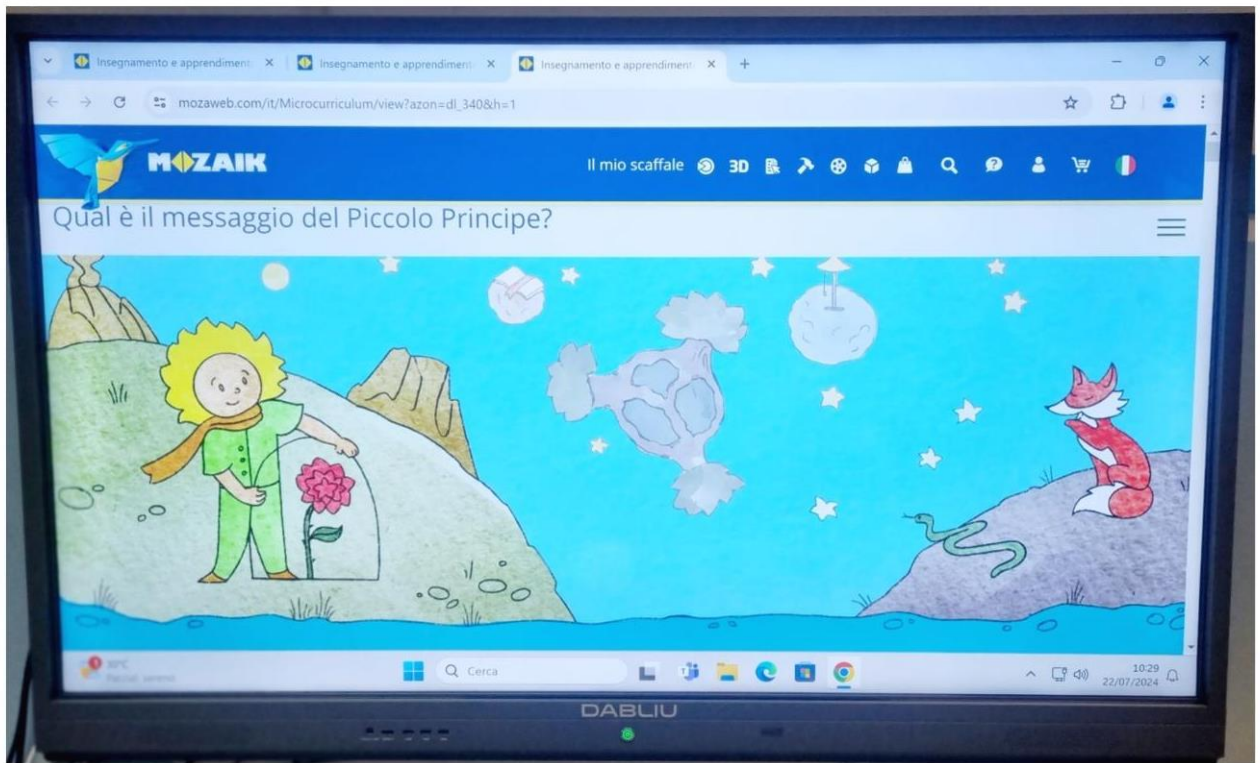 Insegnamento e apprendiment
Insegnamento e apprendiment
Insegnamento e apprendiment
mozaweb.com/it/Microcurriculum/view?azon=dl_340&h=1
MOZAIK
Il mio scaffale
3D
Qual è il messaggio del Piccolo Principe?
1
Cerca
10:29
22/07/2024
DABLIU